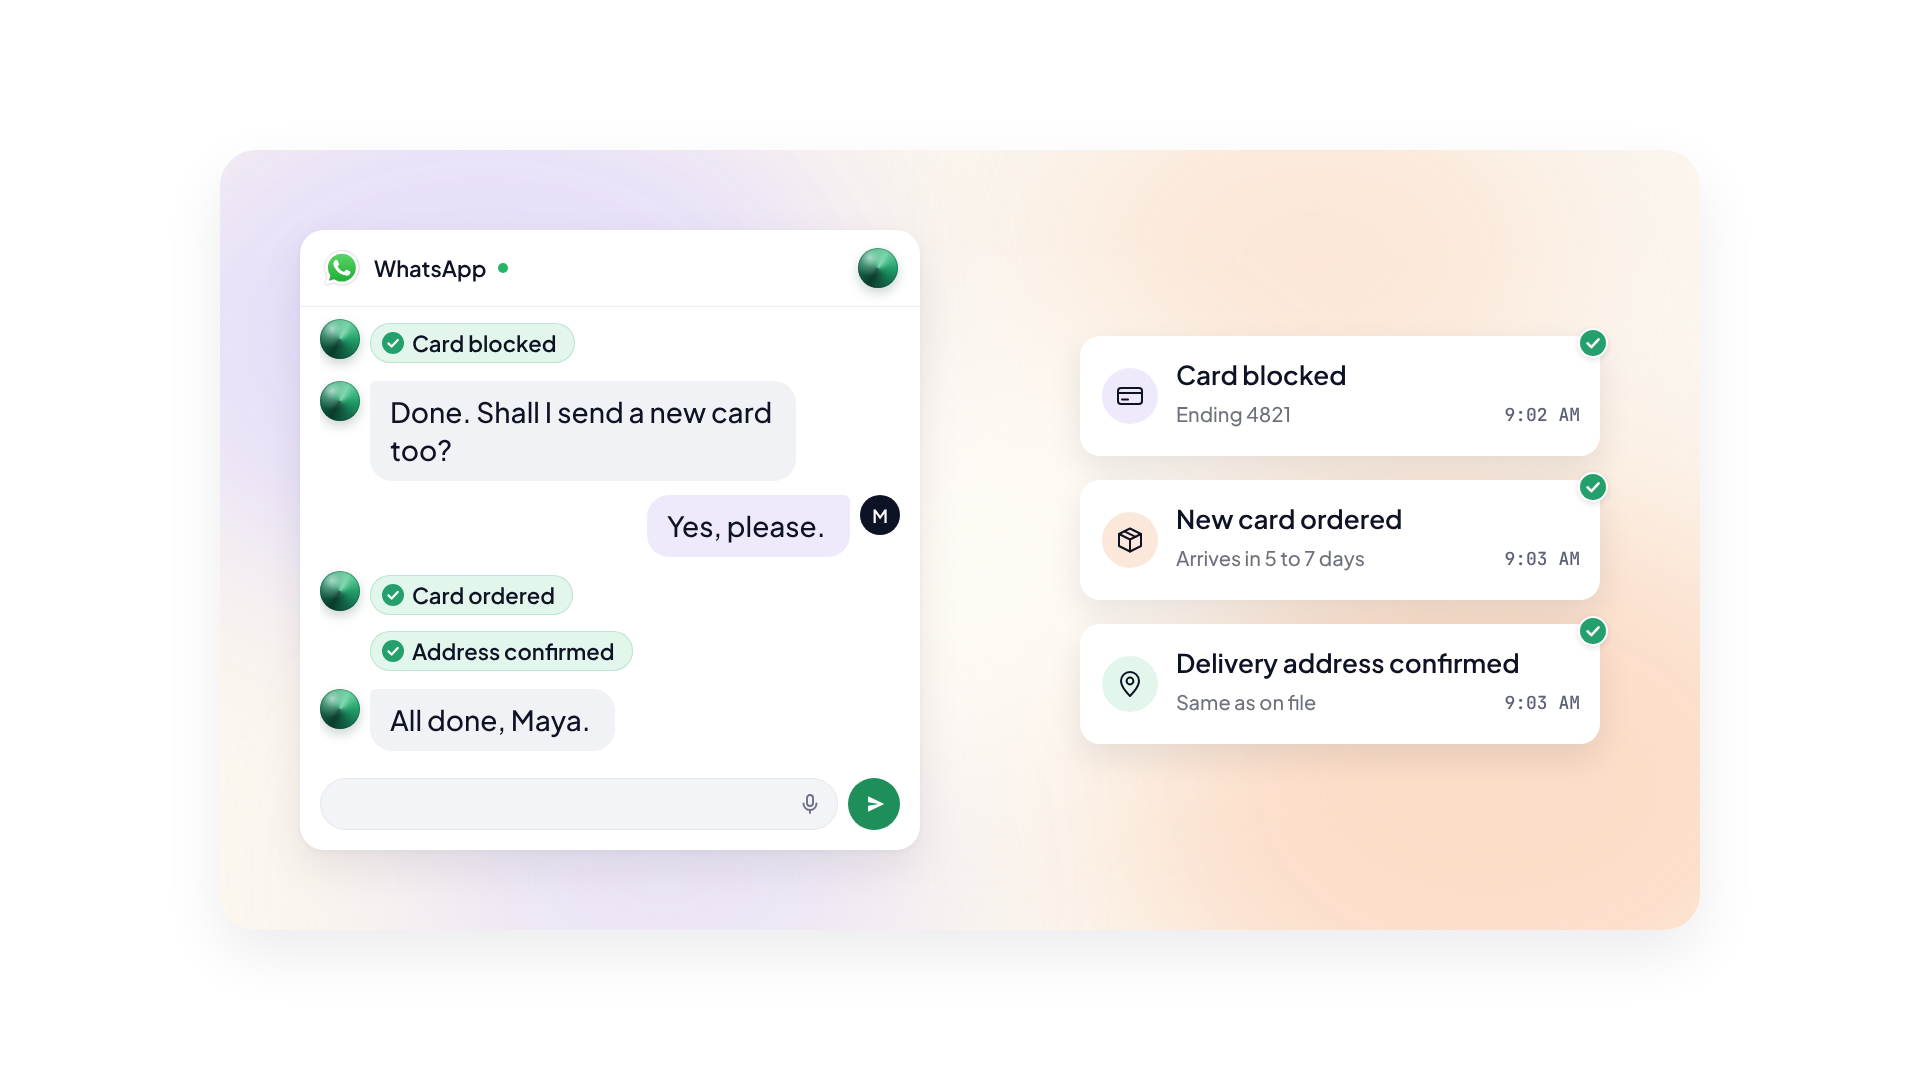 WhatsApp
Card blocked
Done. Shall I send a new card
too?
Yes, please.
M
Card ordered
Address confirmed
All done, Maya.
Card blocked
Ending 4821
9:02 AM
New card ordered
Arrives in 5 to 7 days
9:03 AM
Delivery address confirmed
Same as on file
9:03 AM